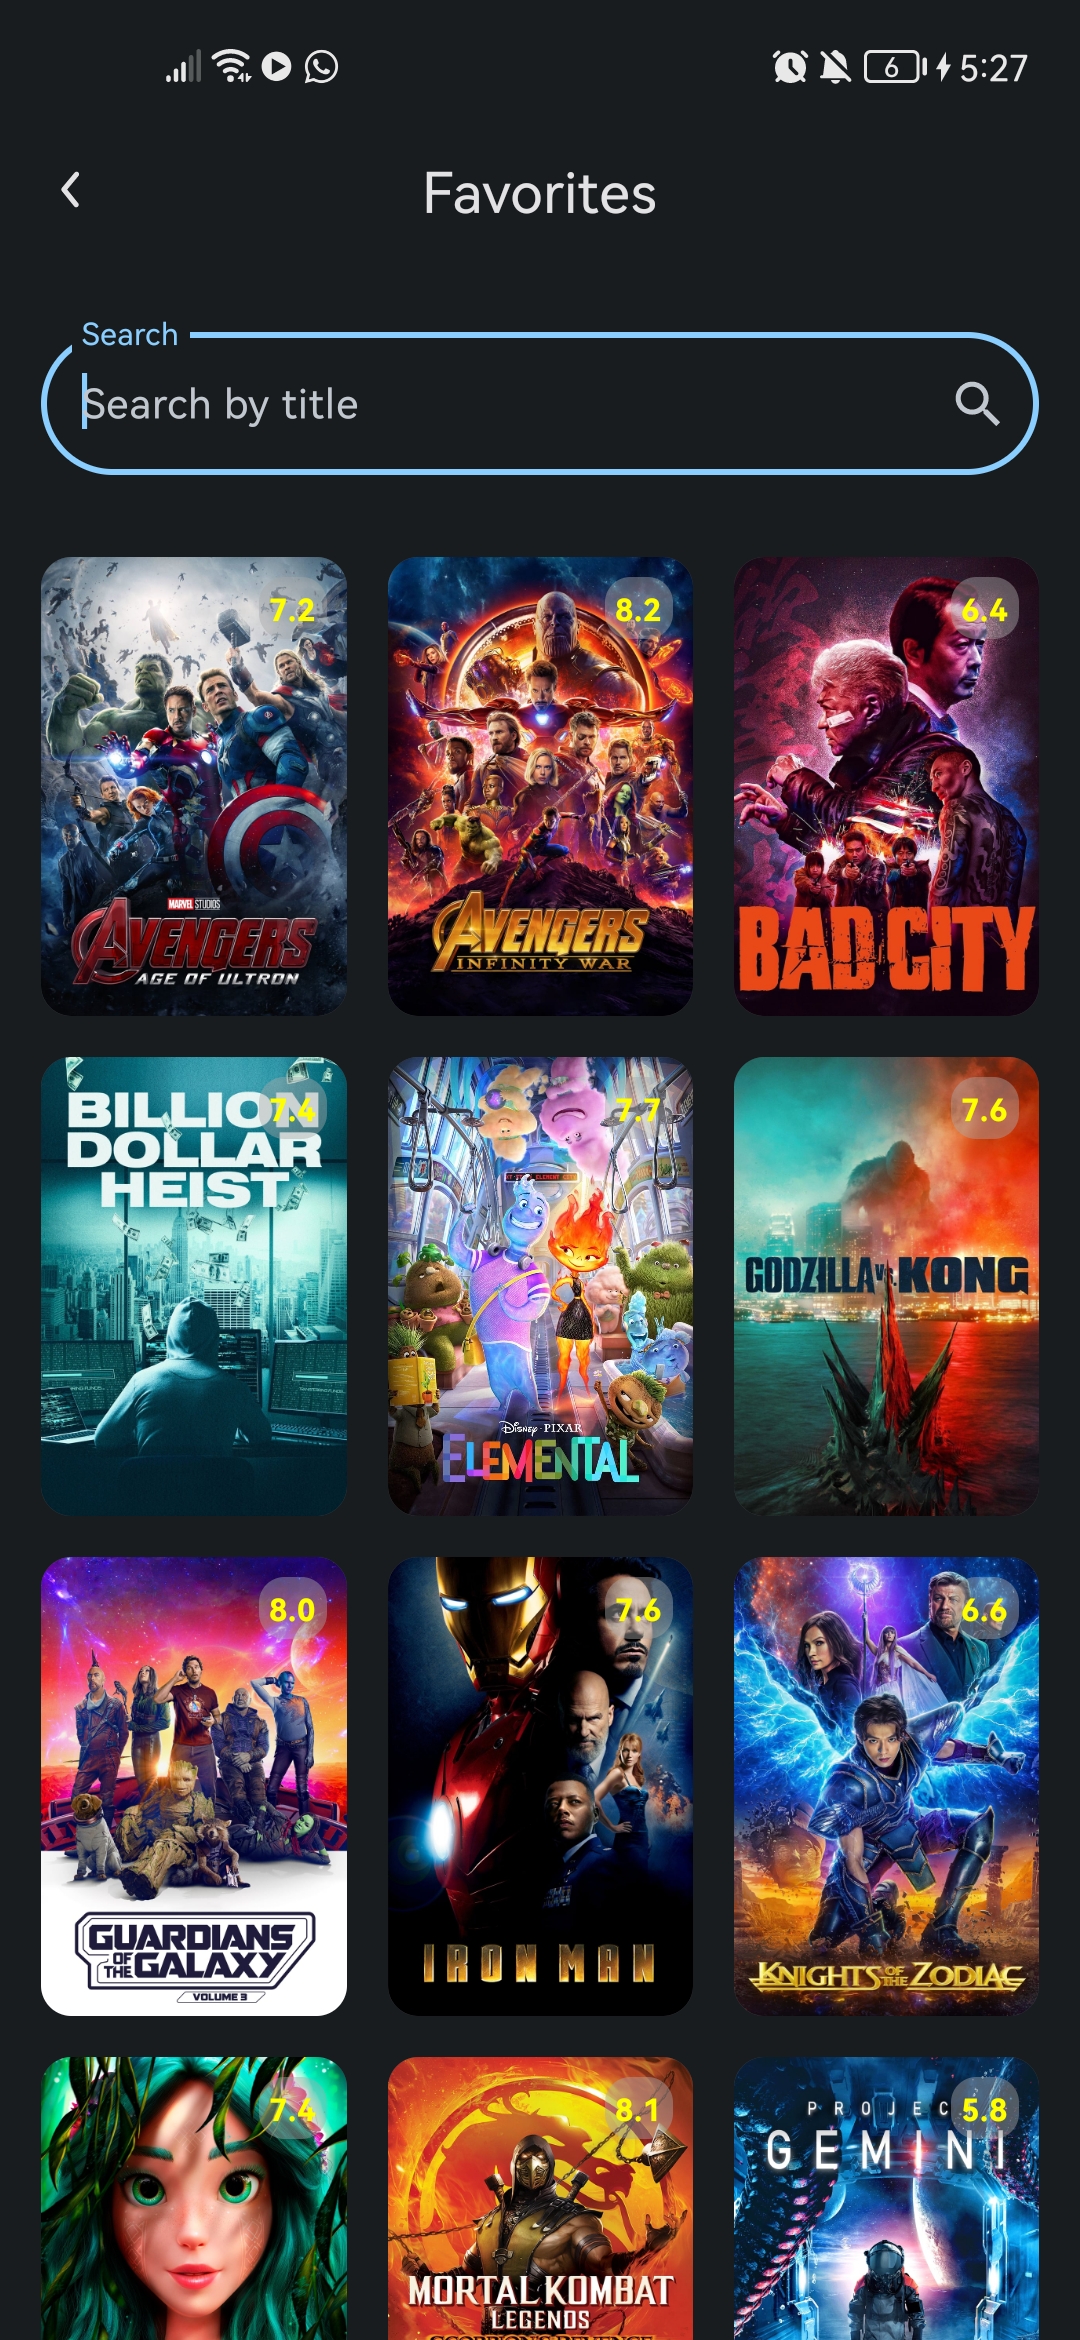 6
5:27
Favorites
Search
Search by title
7.2
MARVEL STUDIOS
AVENGERS
AGE OF ULTRON
8.2
AVENGERS
INFINITY WAR
6.4
BAD CITY
7.4
BILLION
DOLLAR
HEIST
7.7
Disney · PIXAR
ELEMENTAL
7.6
GODZILLA VS. KONG
8.0
GUARDIANS
OF THE GALAXY
VOLUME 3
7.6
IRON MAN
6.6
KNIGHTS OF THE ZODIAC
7.4
8.1
MORTAL KOMBAT
LEGENDS
SCORPION'S REVENGE
5.8
PROJEC
GEMINI